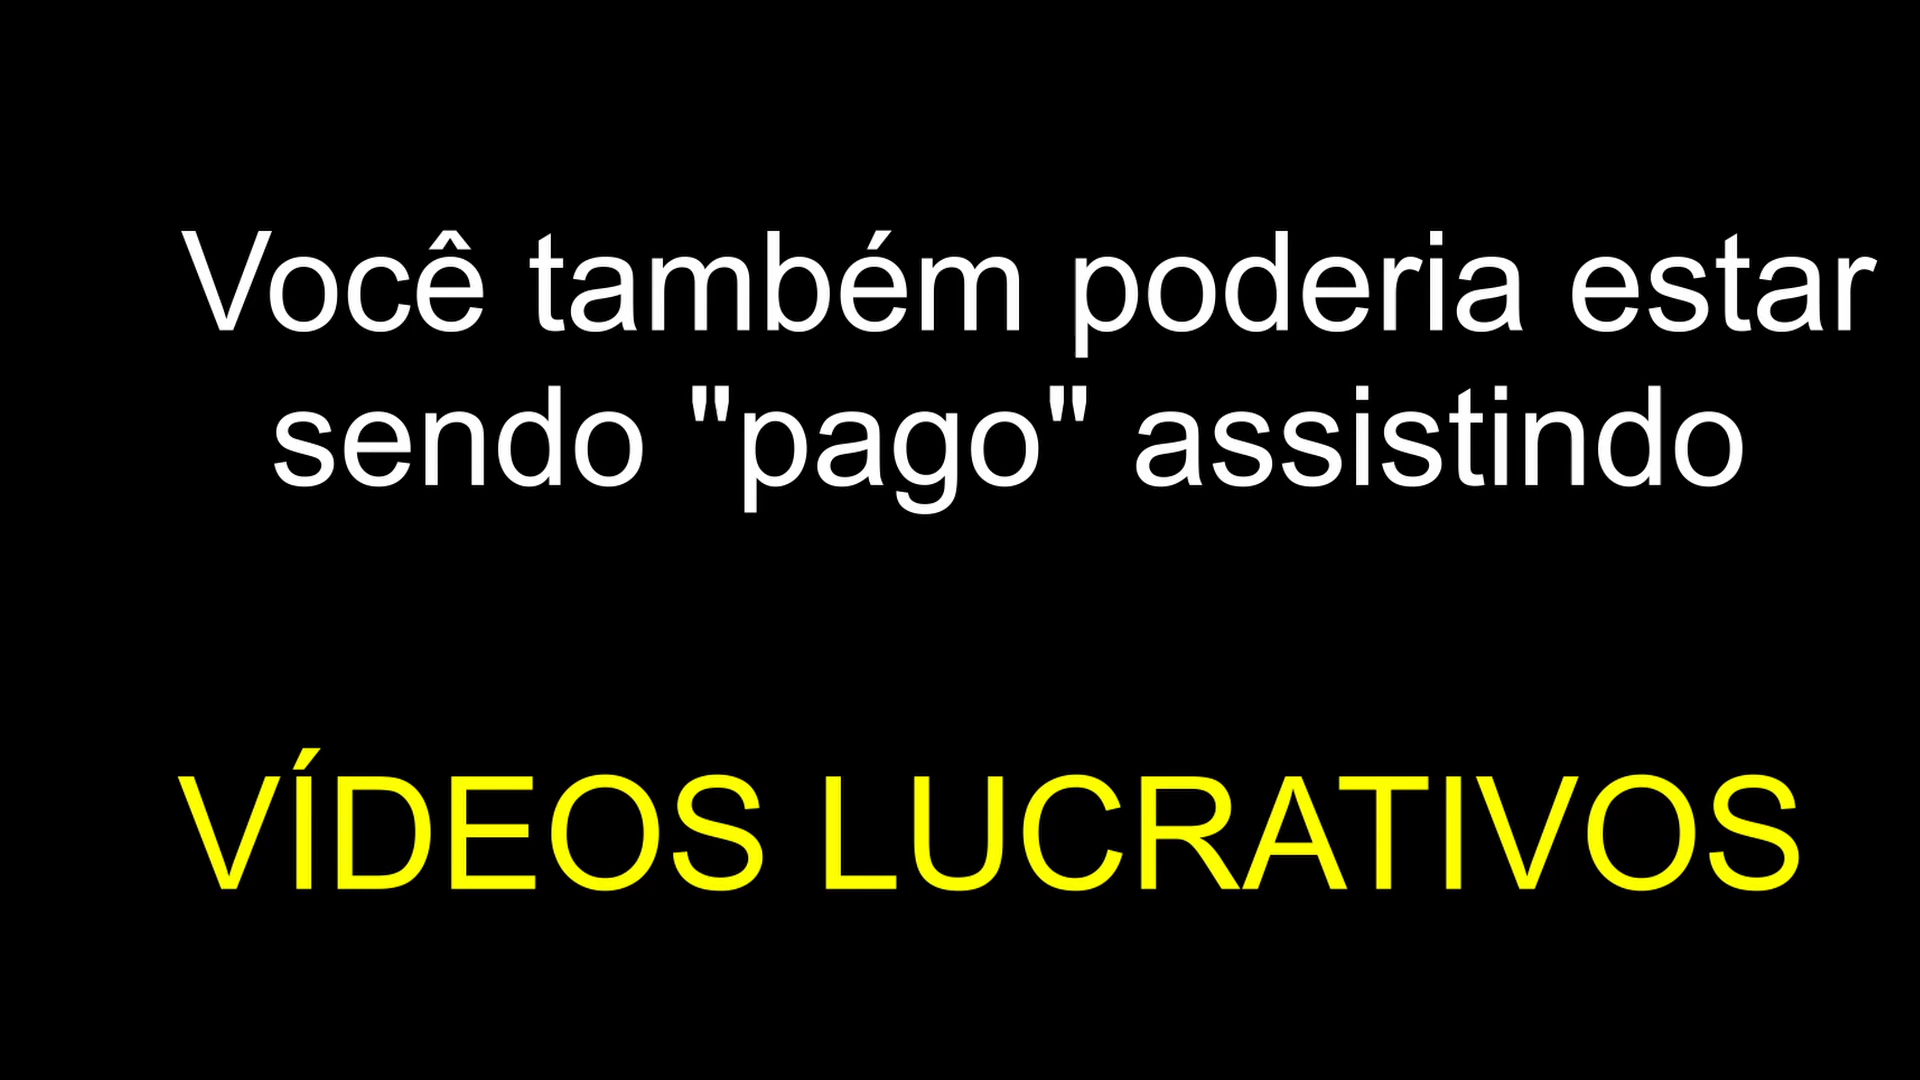 Você também poderia estar
sendo "pago" assistindo
VÍDEOS LUCRATIVOS